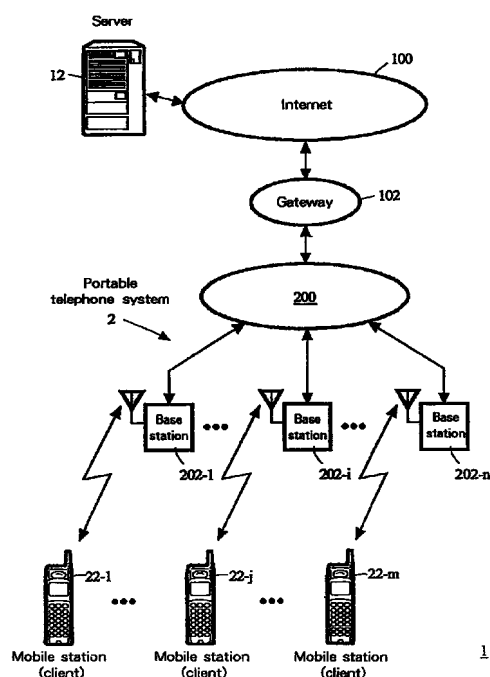 Server
12
100
Internet
Gateway
102
Portable
telephone system
2
200
Base
station
202-1
Base
station
202-i
Base
station
202-n
22-1
22-j
22-m
Mobile station
(client)
Mobile station
(client)
Mobile station
(client)
1